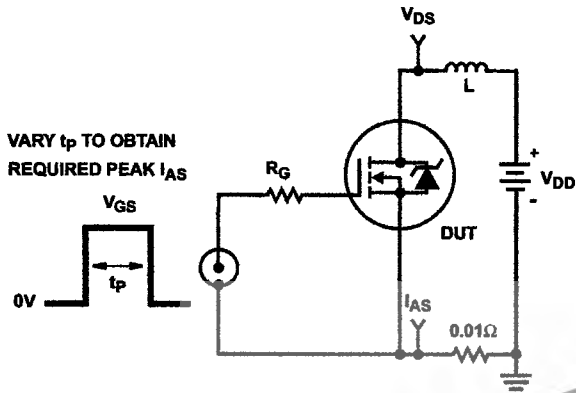 VDS
L
VARY tP TO OBTAIN
REQUIRED PEAK IAS
RG
+
VDD
-
VGS
DUT
tP
0V
IAS
0.01Ω